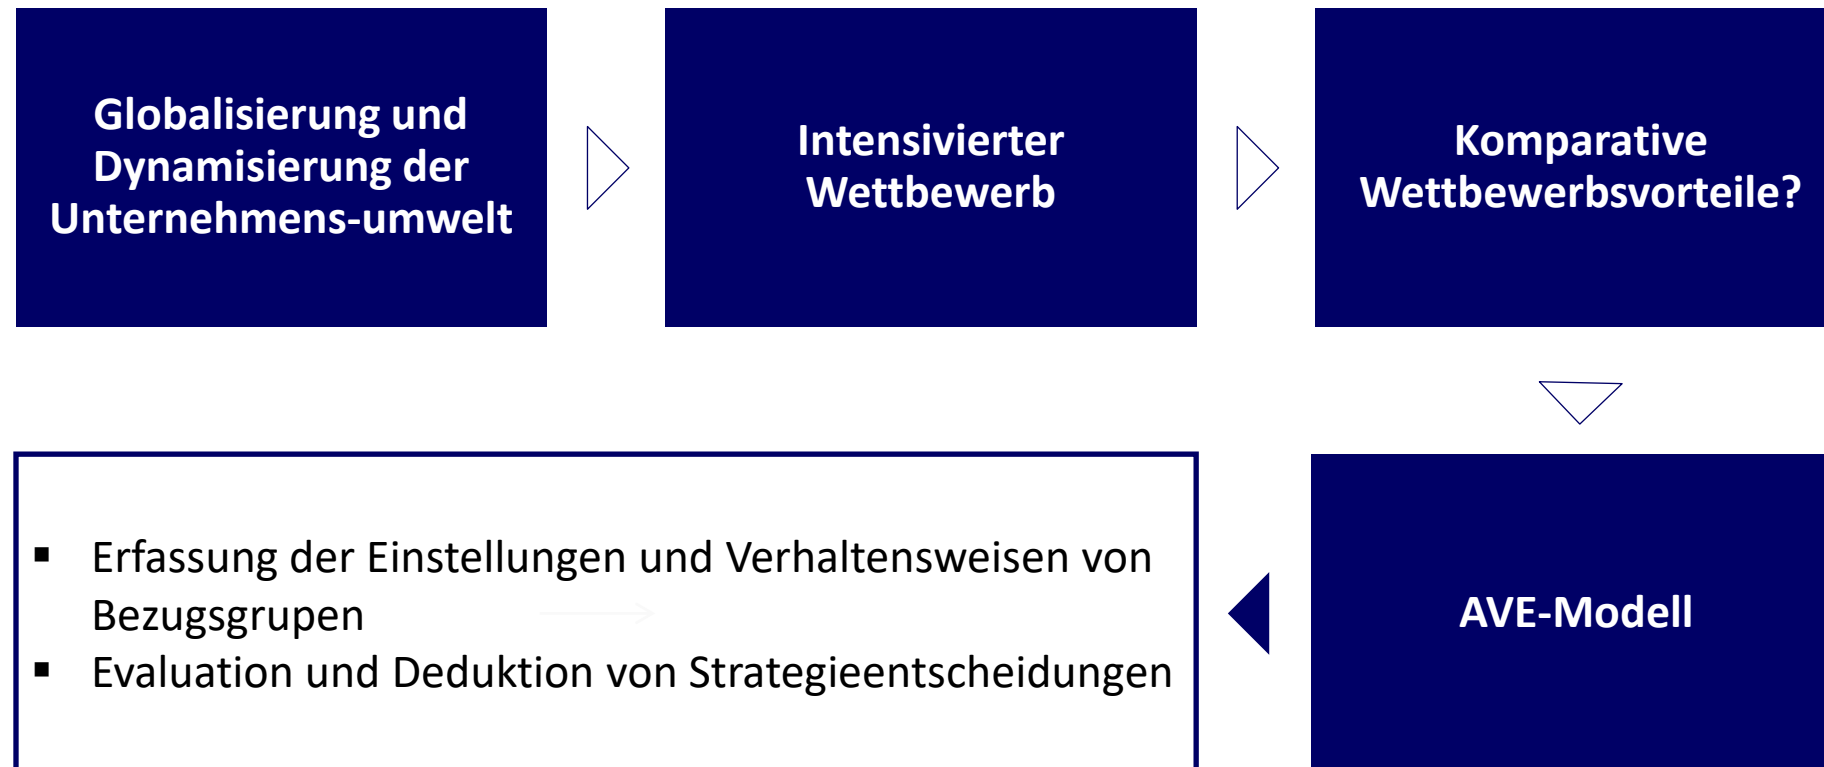 Globalisierung und
Dynamisierung der
Unternehmens-umwelt
Intensivierter
Wettbewerb
Komparative
Wettbewerbsvorteile?
▪ Erfassung der Einstellungen und Verhaltensweisen von
Bezugsgrupen
▪ Evaluation und Deduktion von Strategieentscheidungen
AVE-Modell